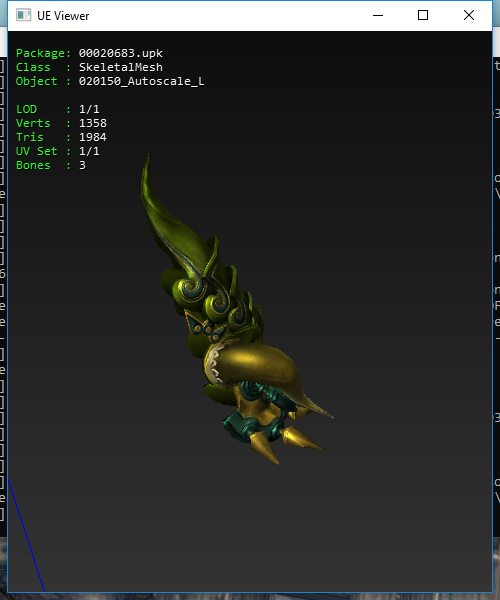 UE Viewer
Package: 00020683.upk
Class : SkeletalMesh
Object : 020150_Autoscale_L
LOD : 1/1
Verts : 1358
Tris : 1984
UV Set : 1/1
Bones : 3